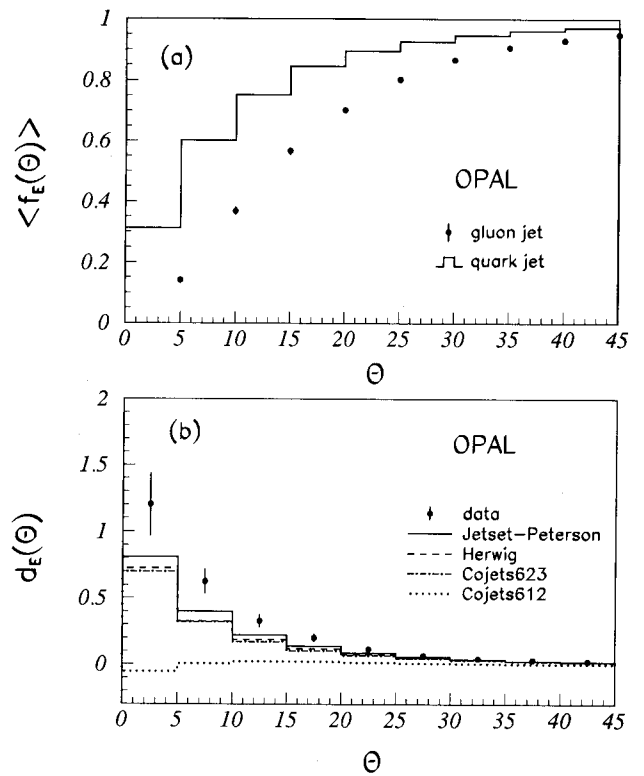 1
0.8
0.6
0.4
0.2
0
(a)
<f_E(Θ)>
OPAL
gluon jet
quark jet
0 5 10 15 20 25 30 35 40 45
Θ
2
1.5
1
0.5
0
(b)
d_E(Θ)
OPAL
data
Jetset-Peterson
Herwig
Cojets623
Cojets612
0 5 10 15 20 25 30 35 40 45
Θ